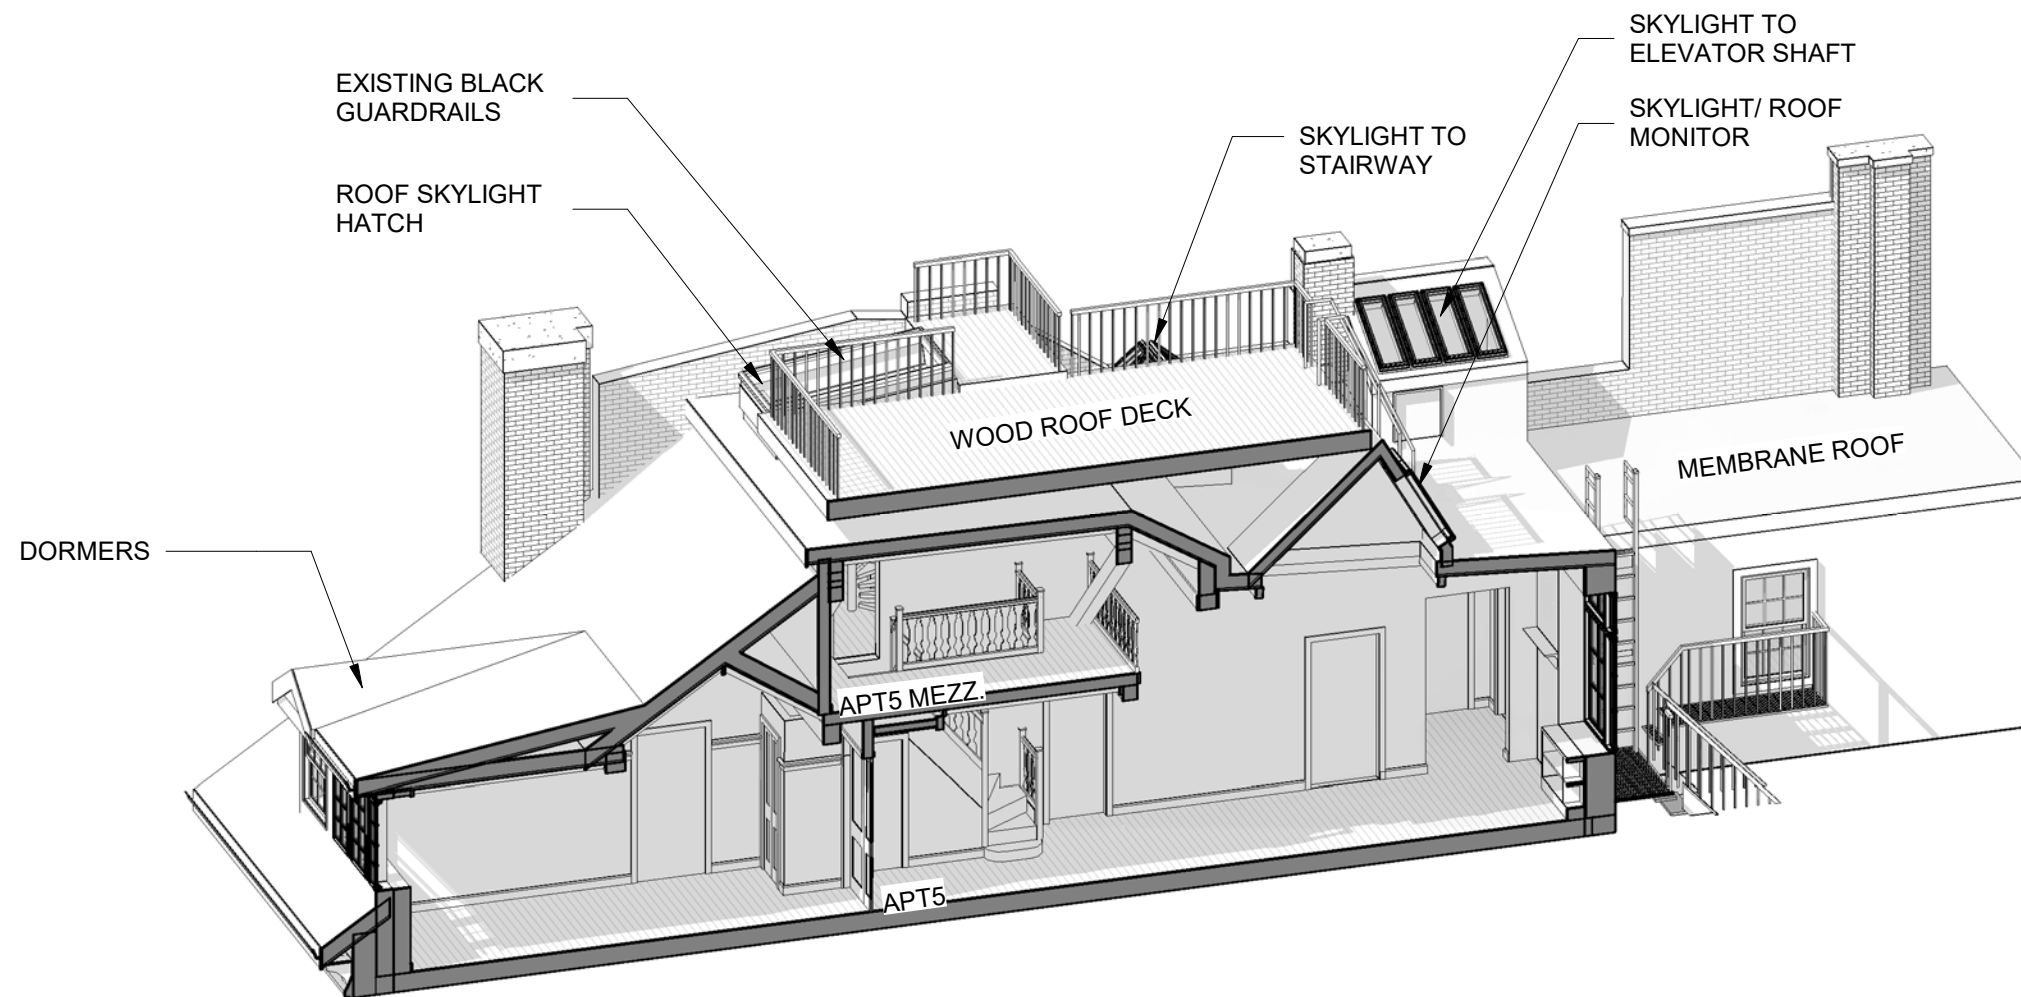 SKYLIGHT TO
ELEVATOR SHAFT
EXISTING BLACK
GUARDRAILS
SKYLIGHT/ ROOF
MONITOR
SKYLIGHT TO
STAIRWAY
ROOF SKYLIGHT
HATCH
WOOD ROOF DECK
MEMBRANE ROOF
DORMERS
APT5 MEZZ.
APT5